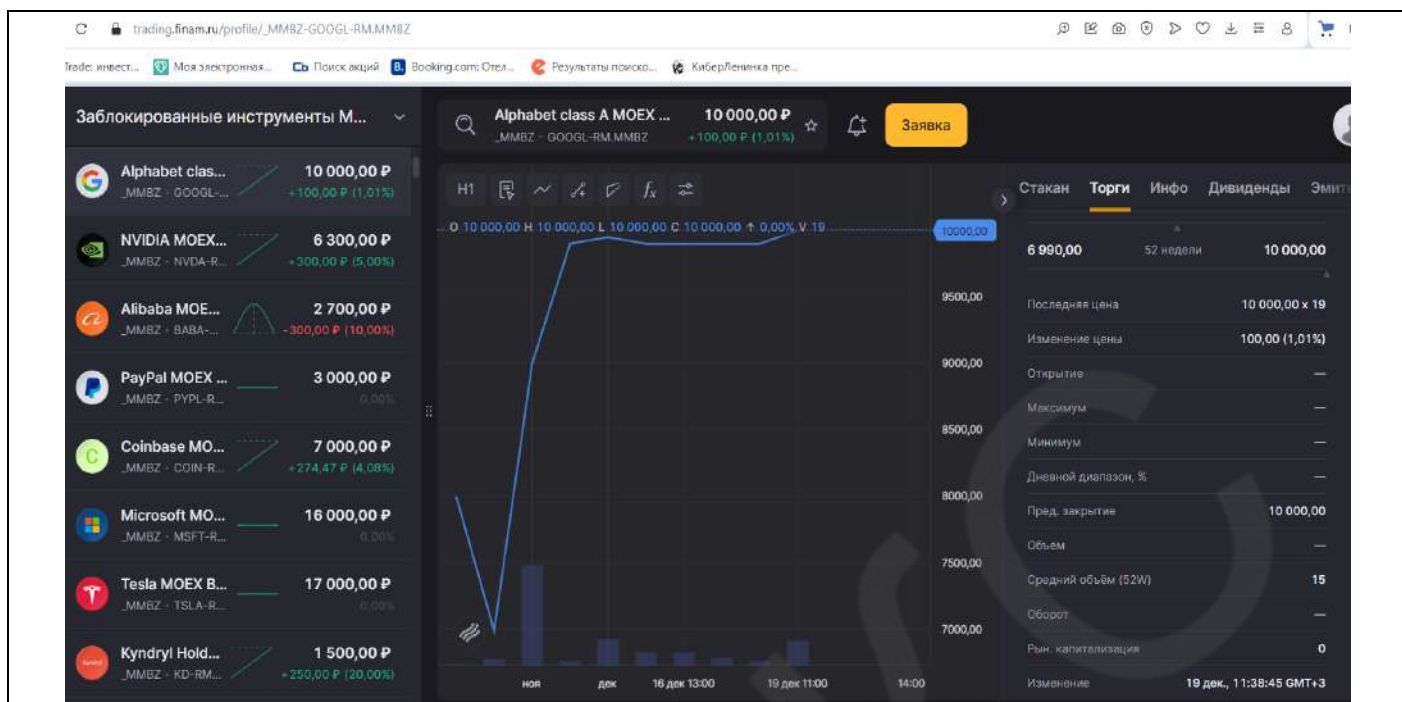 trading.finam.ru/profile/_MMBZ-GOOGL-RM.MMBZ
Trade: инвест... Моя электронная... Сb Поиск акций B. Booking.com: Отел... Результаты поиско... КиберЛенинка пре...
Заблокированные инструменты М...
Alphabet clas... 10 000,00 ₽
_MMBZ · GOOGL-... +100,00 ₽ (1,01%)
NVIDIA MOEX... 6 300,00 ₽
_MMBZ · NVDA-R... +300,00 ₽ (5,00%)
Alibaba MOE... 2 700,00 ₽
_MMBZ · BABA-... -300,00 ₽ (10,00%)
PayPal MOEX ... 3 000,00 ₽
_MMBZ · PYPL-R... 0,00%
Coinbase MO... 7 000,00 ₽
_MMBZ · COIN-R... +274,47 ₽ (4,08%)
Microsoft MO... 16 000,00 ₽
_MMBZ · MSFT-R... 0,00%
Tesla MOEX B... 17 000,00 ₽
_MMBZ · TSLA-R... 0,00%
Kyndryl Hold... 1 500,00 ₽
_MMBZ · KD-RM... +250,00 ₽ (20,00%)
Alphabet class A MOEX ... 10 000,00 ₽
_MMBZ · GOOGL-RM.MMBZ +100,00 ₽ (1,01%)
Заявка
H1 fx
O 10 000,00 H 10 000,00 L 10 000,00 C 10 000,00 ↑ 0,00% V 19
10000,00
9500,00
9000,00
8500,00
8000,00
7500,00
7000,00
ноя дек 16 дек 13:00 19 дек 11:00 14:00
Стакан Торги Инфо Дивиденды Эмит
6 990,00 52 недели 10 000,00
Последняя цена 10 000,00 x 19
Изменение цены 100,00 (1,01%)
Открытие —
Максимум —
Минимум —
Дневной диапазон, % —
Пред. закрытие 10 000,00
Объем —
Средний объём (52W) 15
Оборот —
Рын. капитализация 0
Изменение 19 дек., 11:38:45 GMT+3